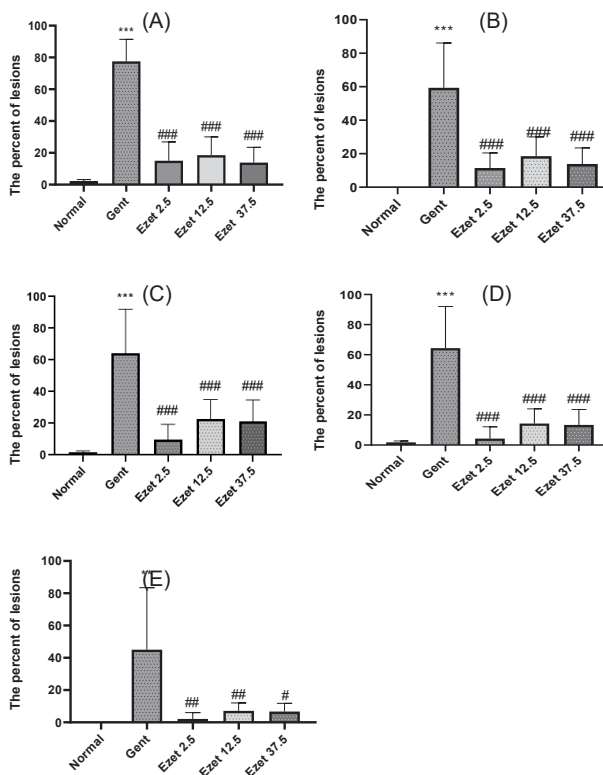 (A)
The percent of lesions
100
80
60
40
20
0
***
###
###
###
Normal
Gent
Ezet 2.5
Ezet 12.5
Ezet 37.5
(B)
The percent of lesions
100
80
60
40
20
0
***
###
###
###
Normal
Gent
Ezet 2.5
Ezet 12.5
Ezet 37.5
(C)
The percent of lesions
100
80
60
40
20
0
***
###
###
###
Normal
Gent
Ezet 2.5
Ezet 12.5
Ezet 37.5
(D)
The percent of lesions
100
80
60
40
20
0
***
###
###
###
Normal
Gent
Ezet 2.5
Ezet 12.5
Ezet 37.5
(E)
The percent of lesions
100
80
60
40
20
0
##
##
#
Normal
Gent
Ezet 2.5
Ezet 12.5
Ezet 37.5